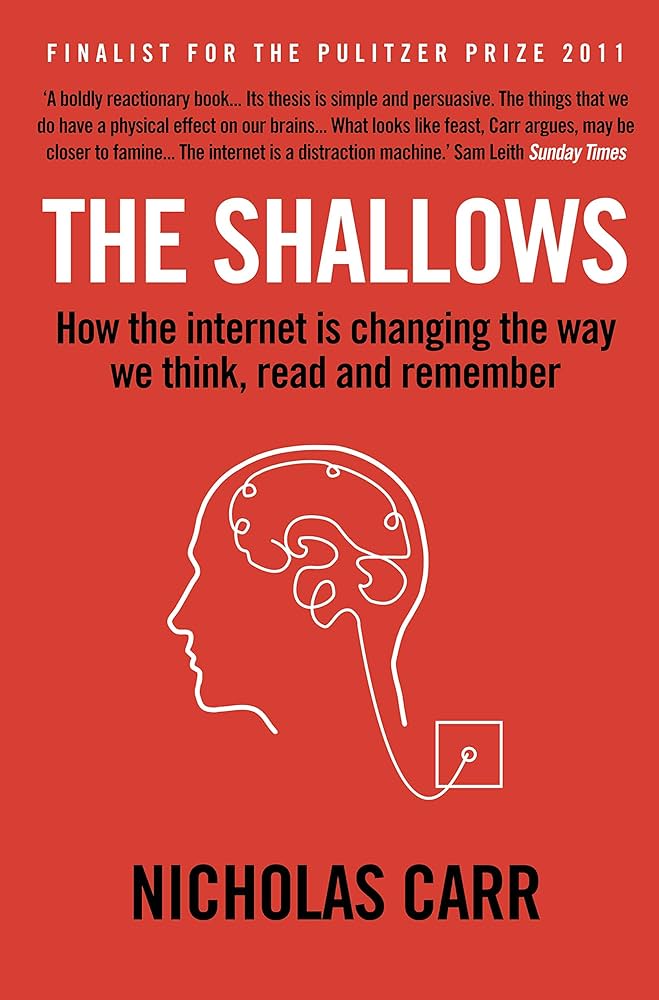 FINALIST FOR THE PULITZER PRIZE 2011
‘A boldly reactionary book... Its thesis is simple and persuasive. The things that we
do have a physical effect on our brains... What looks like feast, Carr argues, may be
closer to famine... The internet is a distraction machine.’ Sam Leith Sunday Times
THE SHALLOWS
How the internet is changing the way
we think, read and remember
NICHOLAS CARR